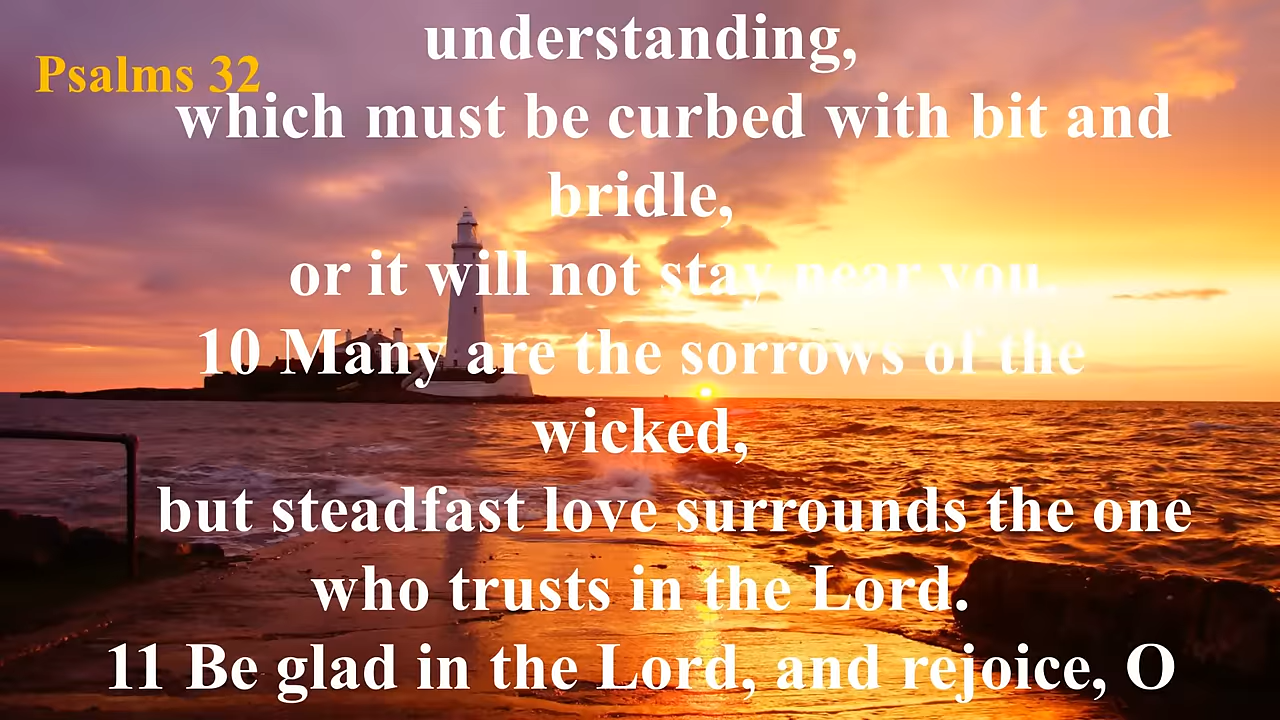 understanding,
Psalms 32
which must be curbed with bit and
bridle,
or it will not stay near you.
10 Many are the sorrows of the
wicked,
but steadfast love surrounds the one
who trusts in the Lord.
11 Be glad in the Lord, and rejoice, O